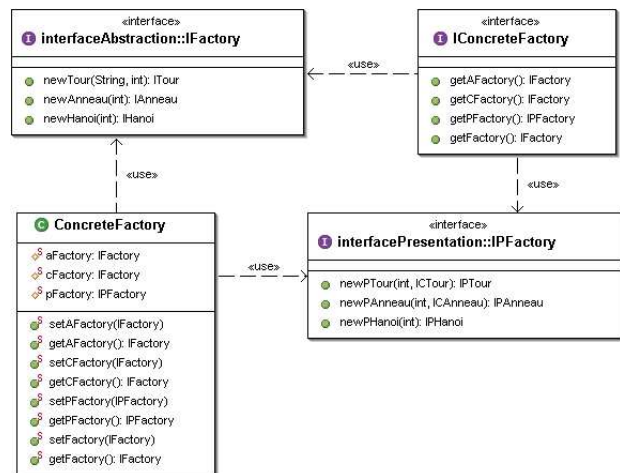 «interface»
I interfaceAbstraction::IFactory
newTour(String, int): ITour
newAnneau(int): IAnneau
newHanoi(int): IHanoi
«interface»
I IConcreteFactory
getAFactory(): IFactory
getCFactory(): IFactory
getPFactory(): IPFactory
getFactory(): IFactory
«use»
«use»
«use»
C ConcreteFactory
S aFactory: IFactory
S cFactory: IFactory
S pFactory: IPFactory
S setAFactory(IFactory)
S getAFactory(): IFactory
S setCFactory(IFactory)
S getCFactory(): IFactory
S setPFactory(IPFactory)
S getPFactory(): IPFactory
S setFactory(IFactory)
S getFactory(): IFactory
«use»
«interface»
I interfacePresentation::IPFactory
newPTour(int, ICTour): IPTour
newPAnneau(int, ICAnneau): IPAnneau
newPHanoi(int): IPHanoi